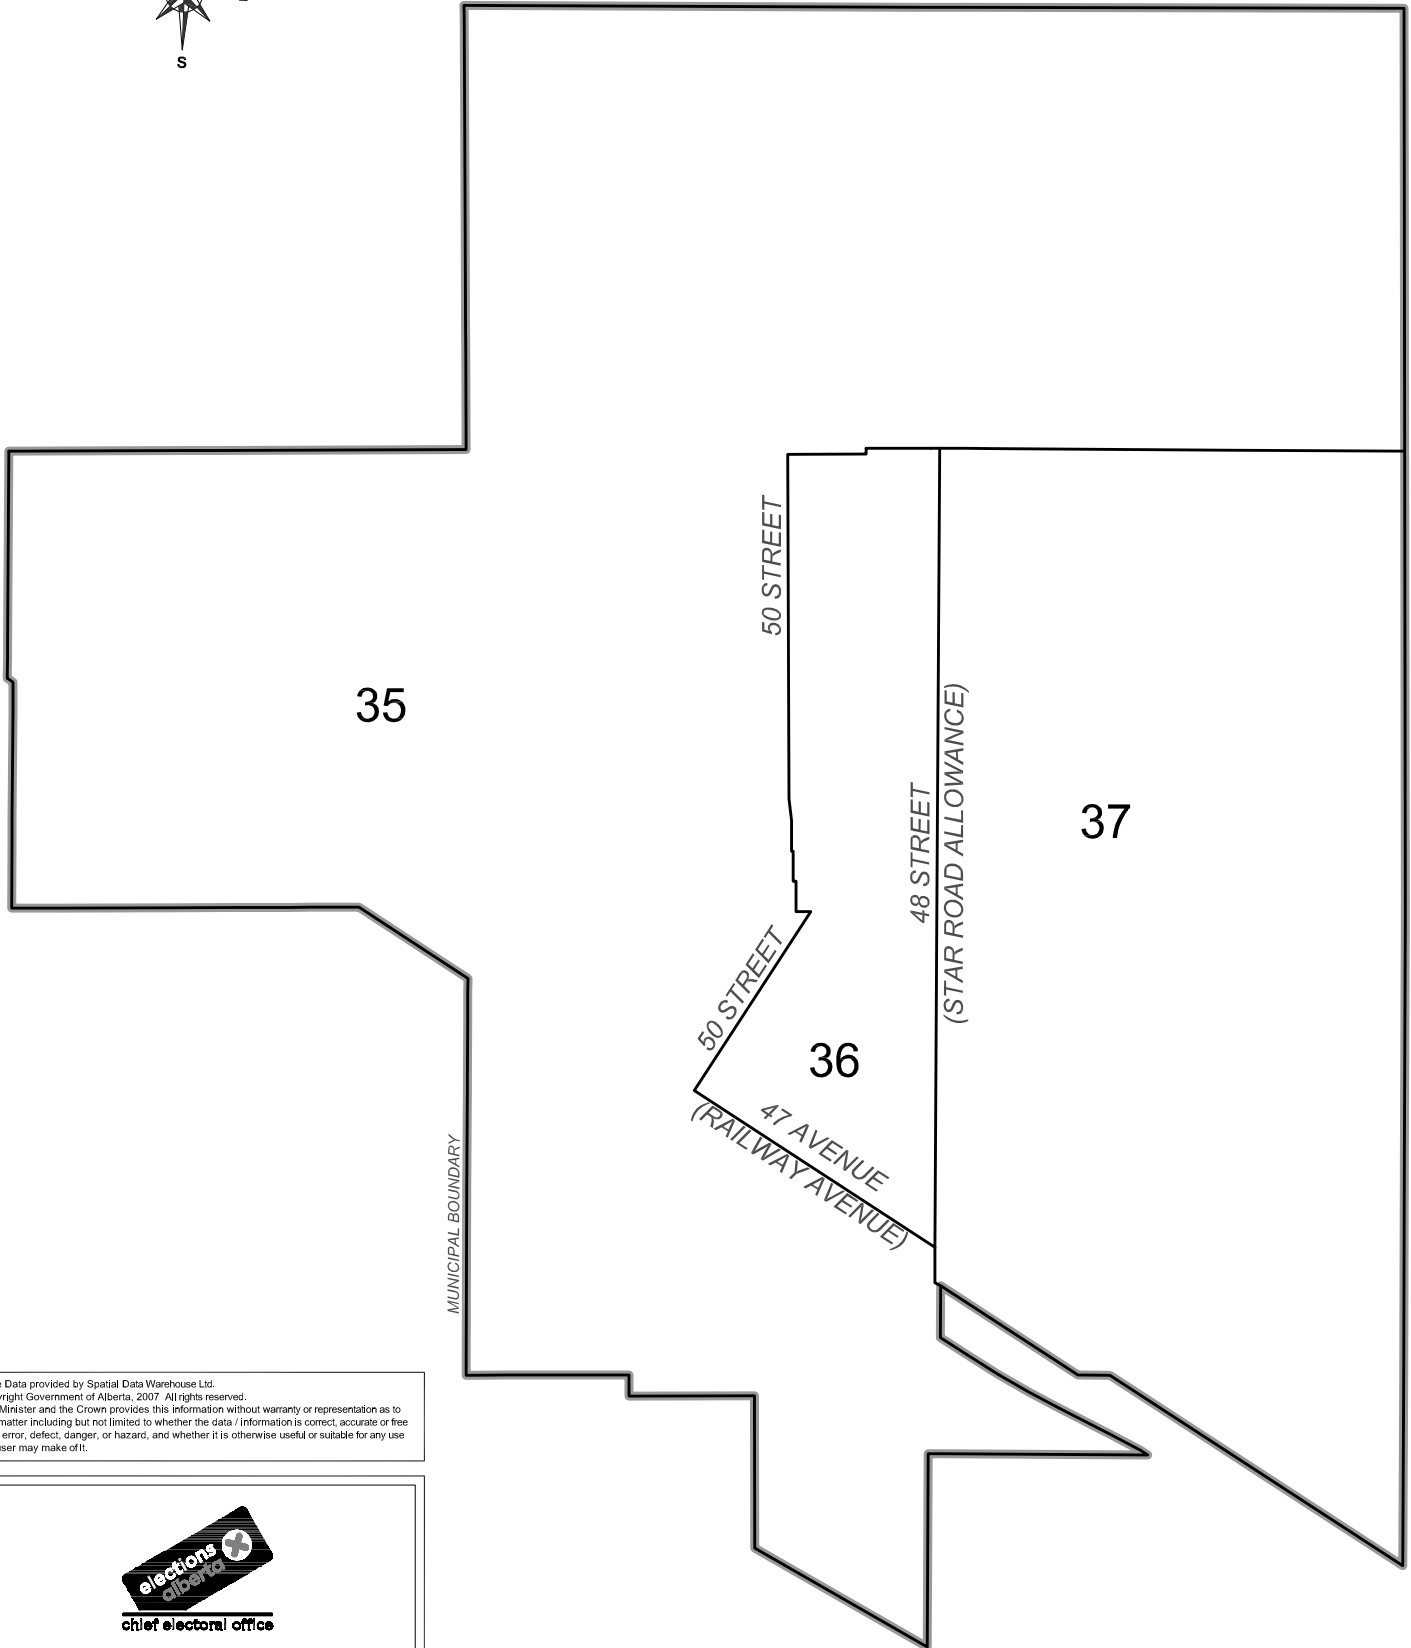 S
50 STREET
35
37
48 STREET
(STAR ROAD ALLOWANCE)
50 STREET
36
47 AVENUE
(RAILWAY AVENUE)
MUNICIPAL BOUNDARY
Data provided by Spatial Data Warehouse Ltd.
Government of Alberta, 2007 All rights reserved.
Minister and the Crown provides this information without warranty or representation as to
matter including but not limited to whether the data / information is correct, accurate or free
error, defect, danger, or hazard, and whether it is otherwise useful or suitable for any use
user may make of It.
elections
alberta
chief electoral office